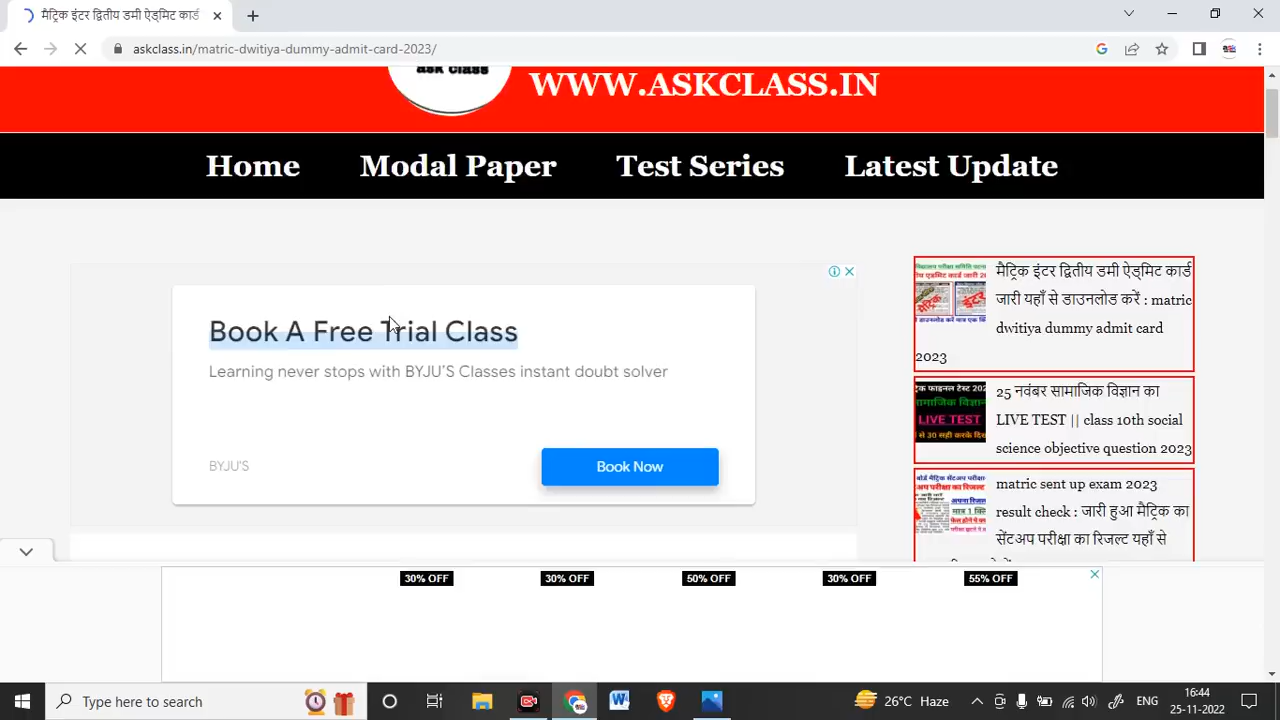 मैट्रिक इंटर द्वितीय डमी ऐड्मिट कार्ड
askclass.in/matric-dwitiya-dummy-admit-card-2023/
ask class
WWW.ASKCLASS.IN
Home
Modal Paper
Test Series
Latest Update
Book A Free Trial Class
Learning never stops with BYJU'S Classes instant doubt solver
BYJU'S
Book Now
मैट्रिक इंटर द्वितीय डमी ऐड्मिट कार्ड
जारी यहाँ से डाउनलोड करें : matric
dwitiya dummy admit card
2023
LIVE TEST
25 नवंबर सामाजिक विज्ञान का
LIVE TEST || class 10th social
science objective question 2023
matric sent up exam 2023
result check : जारी हुआ मैट्रिक का
सेंटअप परीक्षा का रिजल्ट यहाँ से
30% OFF
30% OFF
50% OFF
30% OFF
55% OFF
Type here to search
26°C Haze
ENG
16:44
25-11-2022